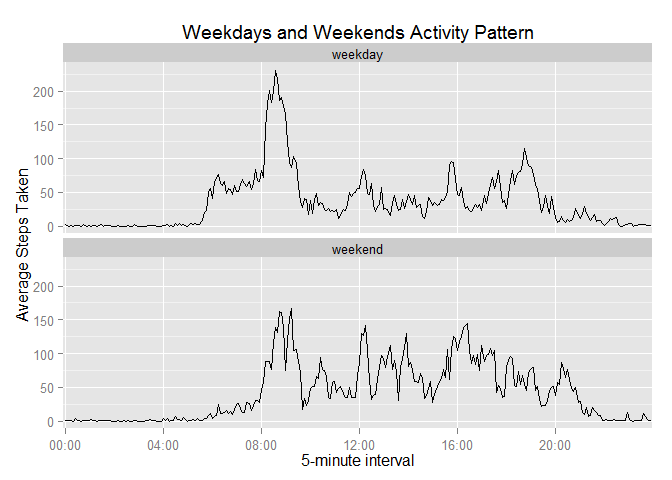 Weekdays and Weekends Activity Pattern
weekday
200
150
100
50
0
Average Steps Taken
weekend
200
150
100
50
0
00:00 04:00 08:00 12:00 16:00 20:00
5-minute interval